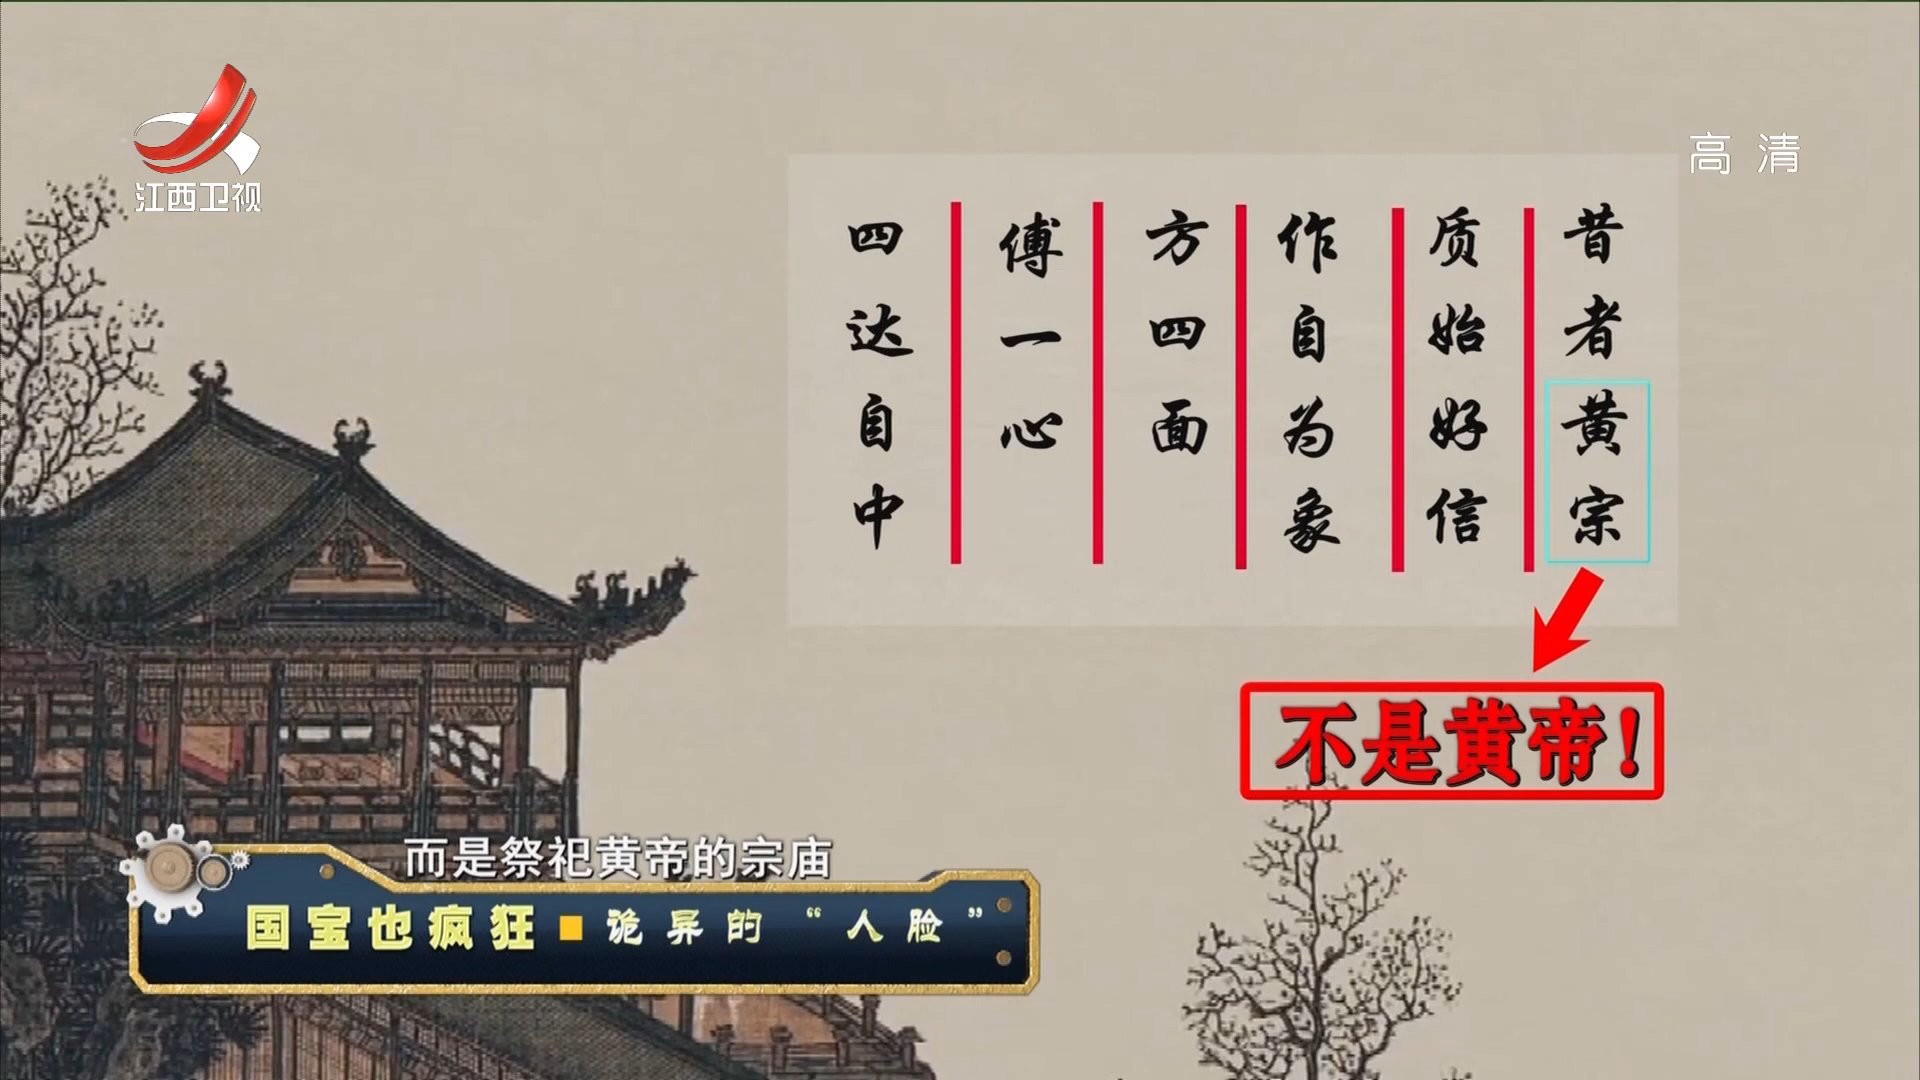 江西卫视
高清
昔者黄宗
质始好信
作自为象
方四面
傅一心
四达自中
不是黄帝！
而是祭祀黄帝的宗庙
国宝也疯狂■诡异的“人脸”